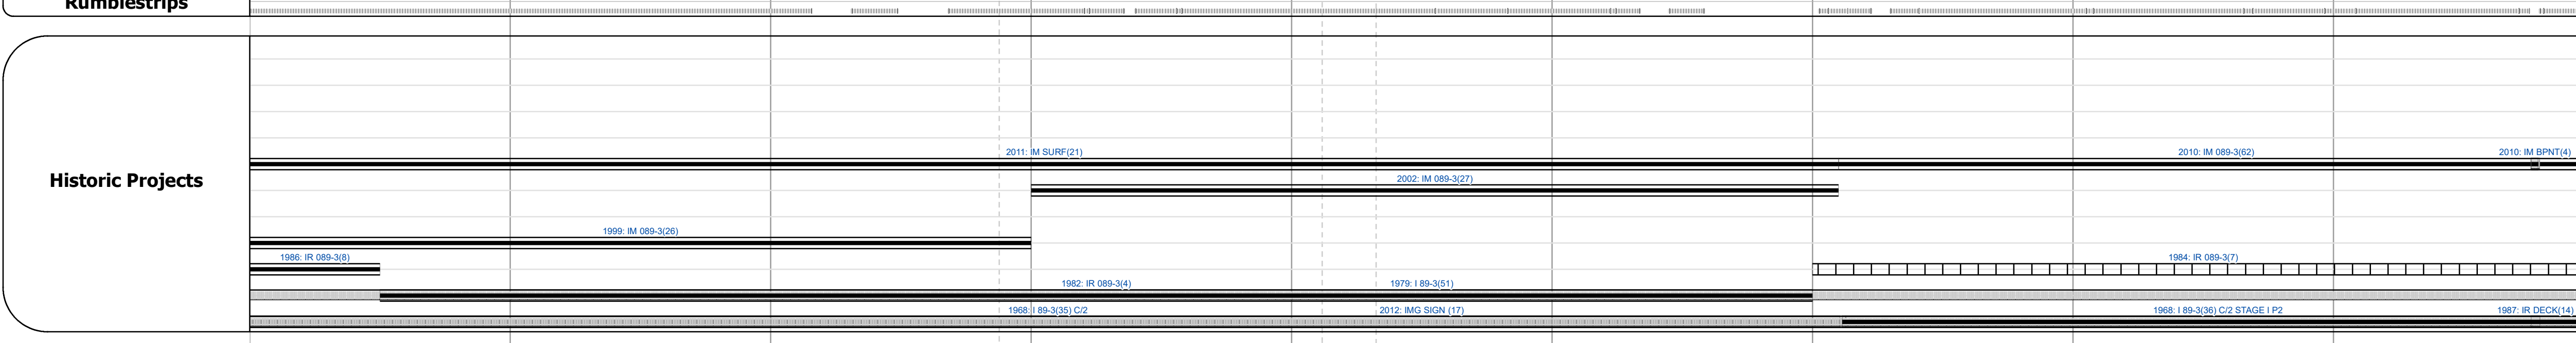 Rumblestrips
Historic Projects
2011: IM SURF(21)
2010: IM 089-3(62)
2010: IM BPNT(4)
2002: IM 089-3(27)
1999: IM 089-3(26)
1986: IR 089-3(8)
1984: IR 089-3(7)
1982: IR 089-3(4)
1979: I 89-3(51)
1968: I 89-3(35) C/2
2012: IMG SIGN (17)
1968: I 89-3(36) C/2 STAGE I P2
1987: IR DECK(14)